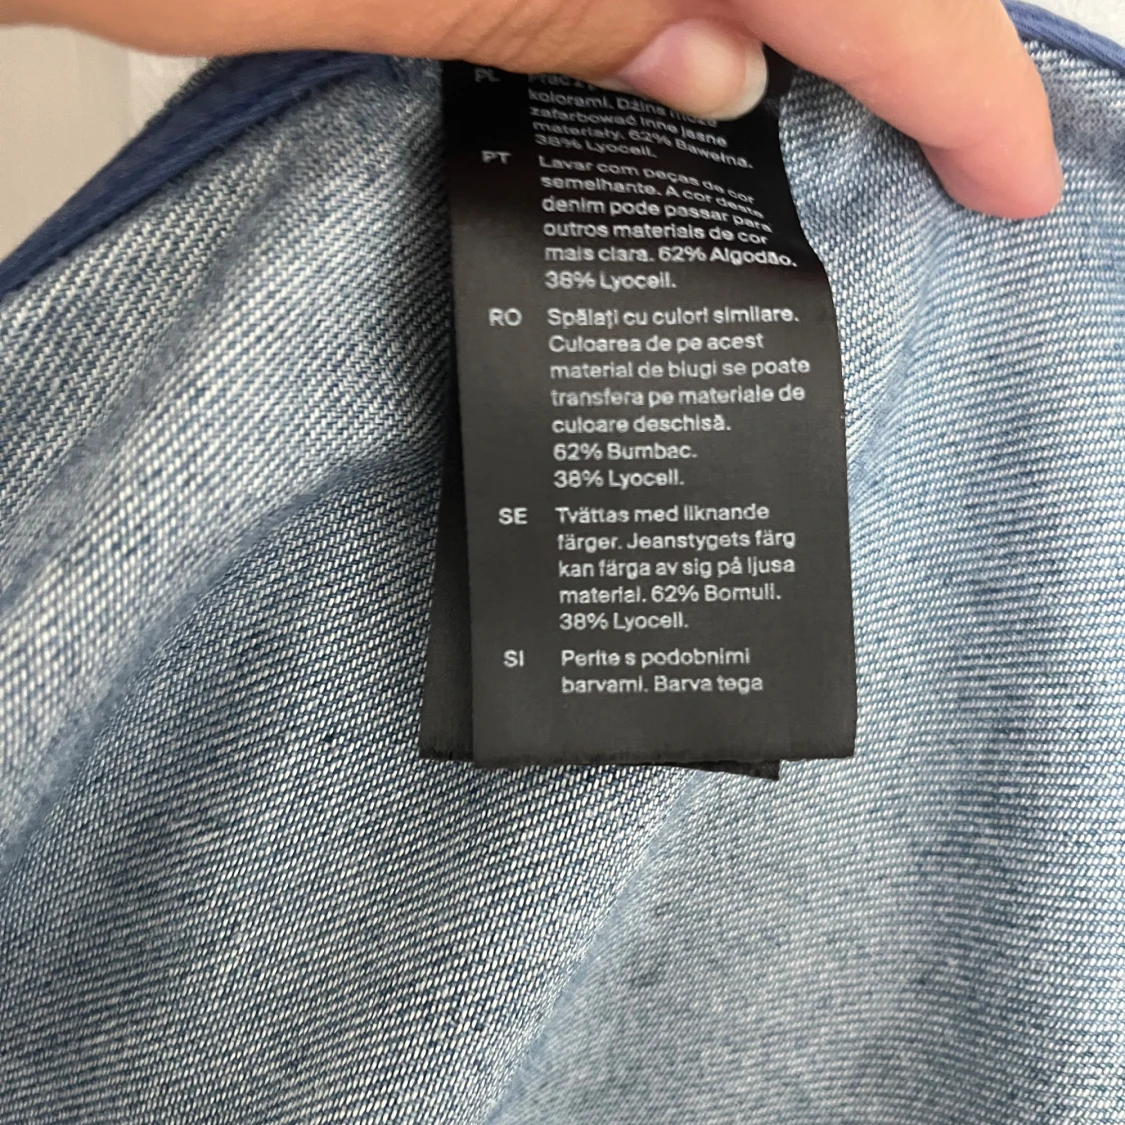 PL
kolorami. Dżins może
zafarbować inne jasne
materiały. 62% Bawełna.
38% Lyocell.
PT Lavar com peças de cor
semelhante. A cor deste
denim pode passar para
outros materiais de cor
mais clara. 62% Algodão.
38% Lyocell.
RO Spălați cu culori similare.
Culoarea de pe acest
material de blugi se poate
transfera pe materiale de
culoare deschisă.
62% Bumbac.
38% Lyocell.
SE Tvättas med liknande
färger. Jeanstygets färg
kan färga av sig på ljusa
material. 62% Bomull.
38% Lyocell.
SI Perite s podobnimi
barvami. Barva tega